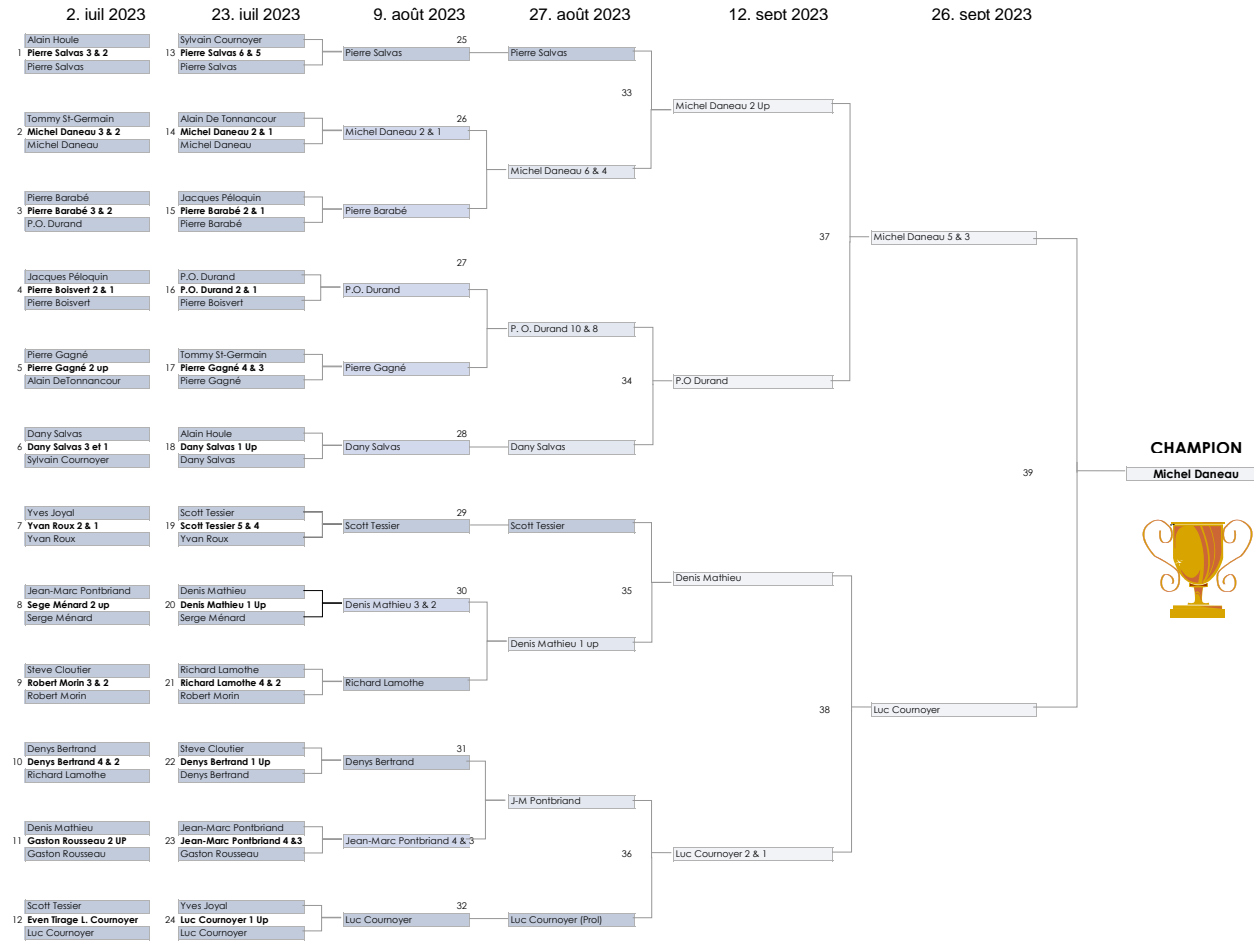 2. juil 2023
23. juil 2023
9. août 2023
27. août 2023
12. sept 2023
26. sept 2023
Alain Houle
1 Pierre Salvas 3 & 2
Pierre Salvas
Tommy St-Germain
2 Michel Daneau 3 & 2
Michel Daneau
Pierre Barabé
3 Pierre Barabé 3 & 2
P.O. Durand
Jacques Péloquin
4 Pierre Boisvert 2 & 1
Pierre Boisvert
Pierre Gagné
5 Pierre Gagné 2 up
Alain DeTonnancour
Dany Salvas
6 Dany Salvas 3 et 1
Sylvain Cournoyer
Yves Joyal
7 Yvan Roux 2 & 1
Yvan Roux
Jean-Marc Pontbriand
8 Sege Ménard 2 up
Serge Ménard
Steve Cloutier
9 Robert Morin 3 & 2
Robert Morin
Denys Bertrand
10 Denys Bertrand 4 & 2
Richard Lamothe
Denis Mathieu
11 Gaston Rousseau 2 UP
Gaston Rousseau
Scott Tessier
12 Even Tirage L. Cournoyer
Luc Cournoyer
Sylvain Cournoyer
13 Pierre Salvas 6 & 5
Pierre Salvas
Alain De Tonnancour
14 Michel Daneau 2 & 1
Michel Daneau
Jacques Péloquin
15 Pierre Barabé 2 & 1
Pierre Barabé
P.O. Durand
16 P.O. Durand 2 & 1
Pierre Boisvert
Tommy St-Germain
17 Pierre Gagné 4 & 3
Pierre Gagné
Alain Houle
18 Dany Salvas 1 Up
Dany Salvas
Scott Tessier
19 Scott Tessier 5 & 4
Yvan Roux
Denis Mathieu
20 Denis Mathieu 1 Up
Serge Ménard
Richard Lamothe
21 Richard Lamothe 4 & 2
Robert Morin
Steve Cloutier
22 Denys Bertrand 1 Up
Denys Bertrand
Jean-Marc Pontbriand
23 Jean-Marc Pontbriand 4 &3
Gaston Rousseau
Yves Joyal
24 Luc Cournoyer 1 Up
Luc Cournoyer
25
Pierre Salvas
26
Michel Daneau 2 & 1
Pierre Barabé
27
P.O. Durand
Pierre Gagné
28
Dany Salvas
29
Scott Tessier
30
Denis Mathieu 3 & 2
Richard Lamothe
31
Denys Bertrand
Jean-Marc Pontbriand 4 & 3
32
Luc Cournoyer
Pierre Salvas
33
Michel Daneau 6 & 4
P. O. Durand 10 & 8
34
Dany Salvas
Scott Tessier
35
Denis Mathieu 1 up
J-M Pontbriand
36
Luc Cournoyer (Prol)
Michel Daneau 2 Up
37
P.O Durand
Denis Mathieu
38
Luc Cournoyer 2 & 1
Michel Daneau 5 & 3
39
Luc Cournoyer
CHAMPION
Michel Daneau